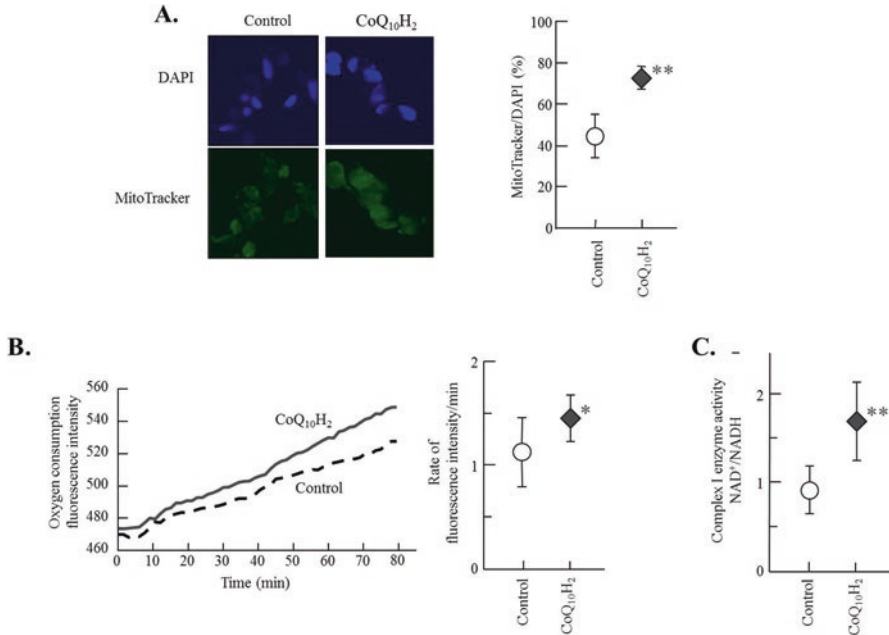 A.
Control
CoQ₁₀H₂
DAPI
MitoTracker
MitoTracker/DAPI (%)
100
80
60
40
20
0
**
Control
CoQ₁₀H₂
B.
Oxygen consumption
fluorescence intensity
560
540
520
500
480
460
CoQ₁₀H₂
Control
0 10 20 30 40 50 60 70 80
Time (min)
Rate of
fluorescence intensity/min
2
1
0
*
Control
CoQ₁₀H₂
C.
Complex I enzyme activity
NAD⁺/NADH
2
1
0
**
Control
CoQ₁₀H₂